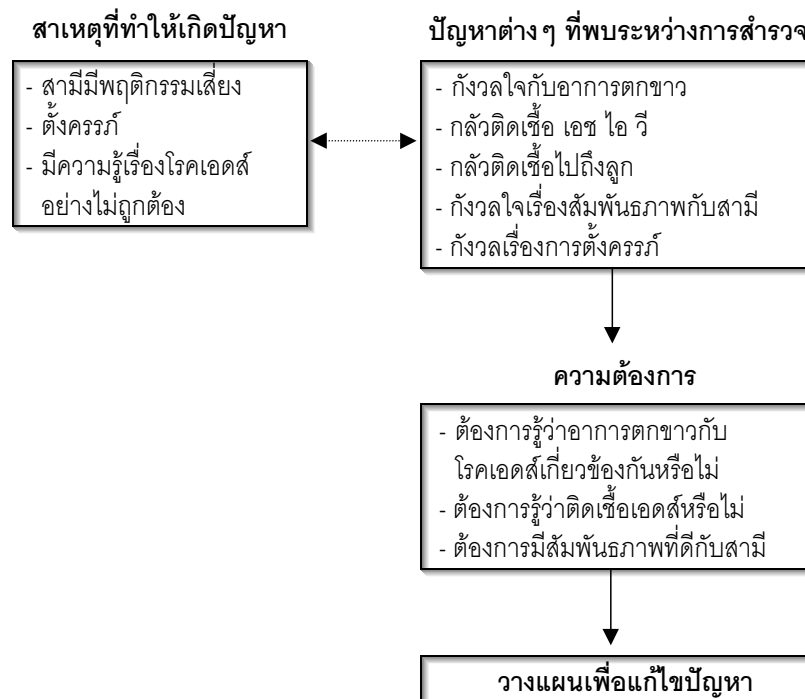 สาเหตุที่ทำให้เกิดปัญหา
- สามีมีพฤติกรรมเสี่ยง
- ตั้งครรภ์
- มีความรู้เรื่องโรคเอดส์
อย่างไม่ถูกต้อง
ปัญหาต่างๆ ที่พบระหว่างการสำรวจ
- กังวลใจกับอาการตกขาว
- กลัวติดเชื้อ เอช ไอ วี
- กลัวติดเชื้อไปถึงลูก
- กังวลใจเรื่องสัมพันธภาพกับสามี
- กังวลเรื่องการตั้งครรภ์
ความต้องการ
- ต้องการรู้ว่าอาการตกขาวกับ
โรคเอดส์เกี่ยวข้องกันหรือไม่
- ต้องการรู้ว่าติดเชื้อเอดส์หรือไม่
- ต้องการมีสัมพันธภาพที่ดีกับสามี
วางแผนเพื่อแก้ไขปัญหา